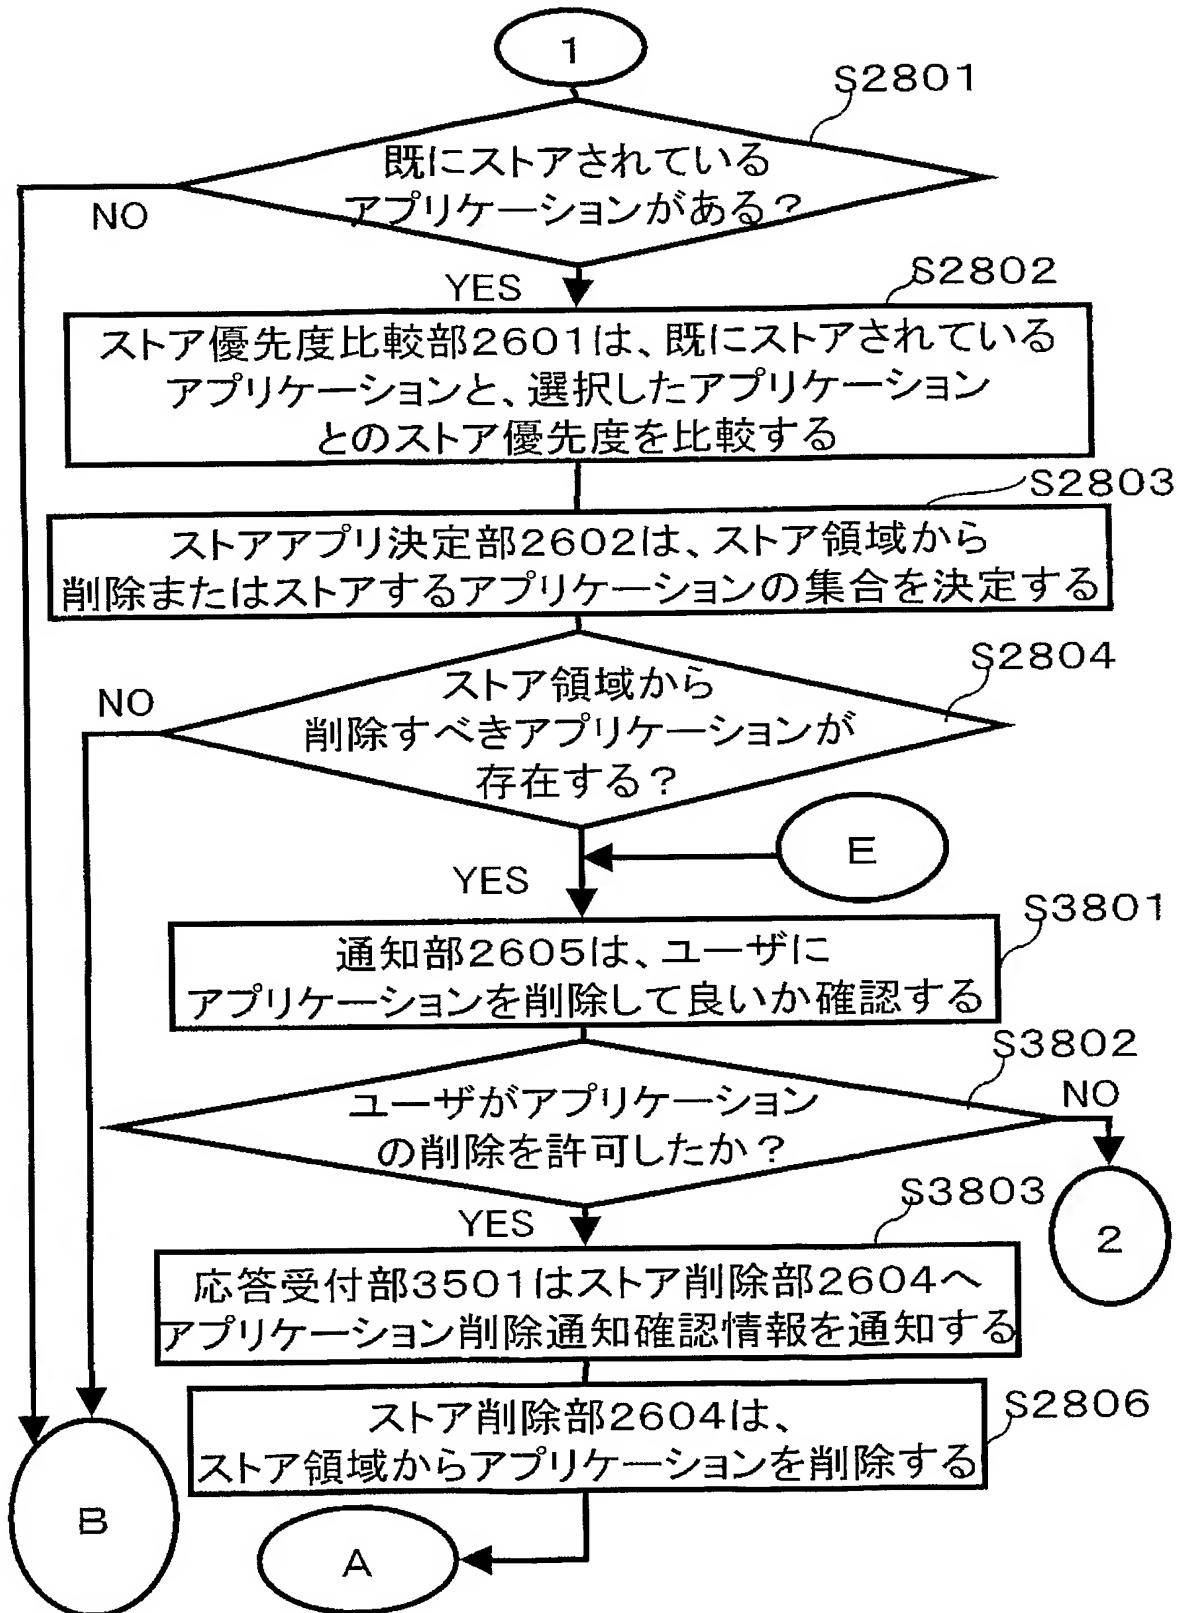 1
S2801
既にストアされている
アプリケーションがある?
NO
YES
S2802
ストア優先度比較部2601は、既にストアされている
アプリケーションと、選択したアプリケーション
とのストア優先度を比較する
S2803
ストアアプリ決定部2602は、ストア領域から
削除またはストアするアプリケーションの集合を決定する
S2804
NO
ストア領域から
削除すべきアプリケーションが
存在する?
E
YES
S3801
通知部2605は、ユーザに
アプリケーションを削除して良いか確認する
S3802
NO
ユーザがアプリケーション
の削除を許可したか?
S3803
YES
2
応答受付部3501はストア削除部2604へ
アプリケーション削除通知確認情報を通知する
S2806
ストア削除部2604は、
ストア領域からアプリケーションを削除する
B
A